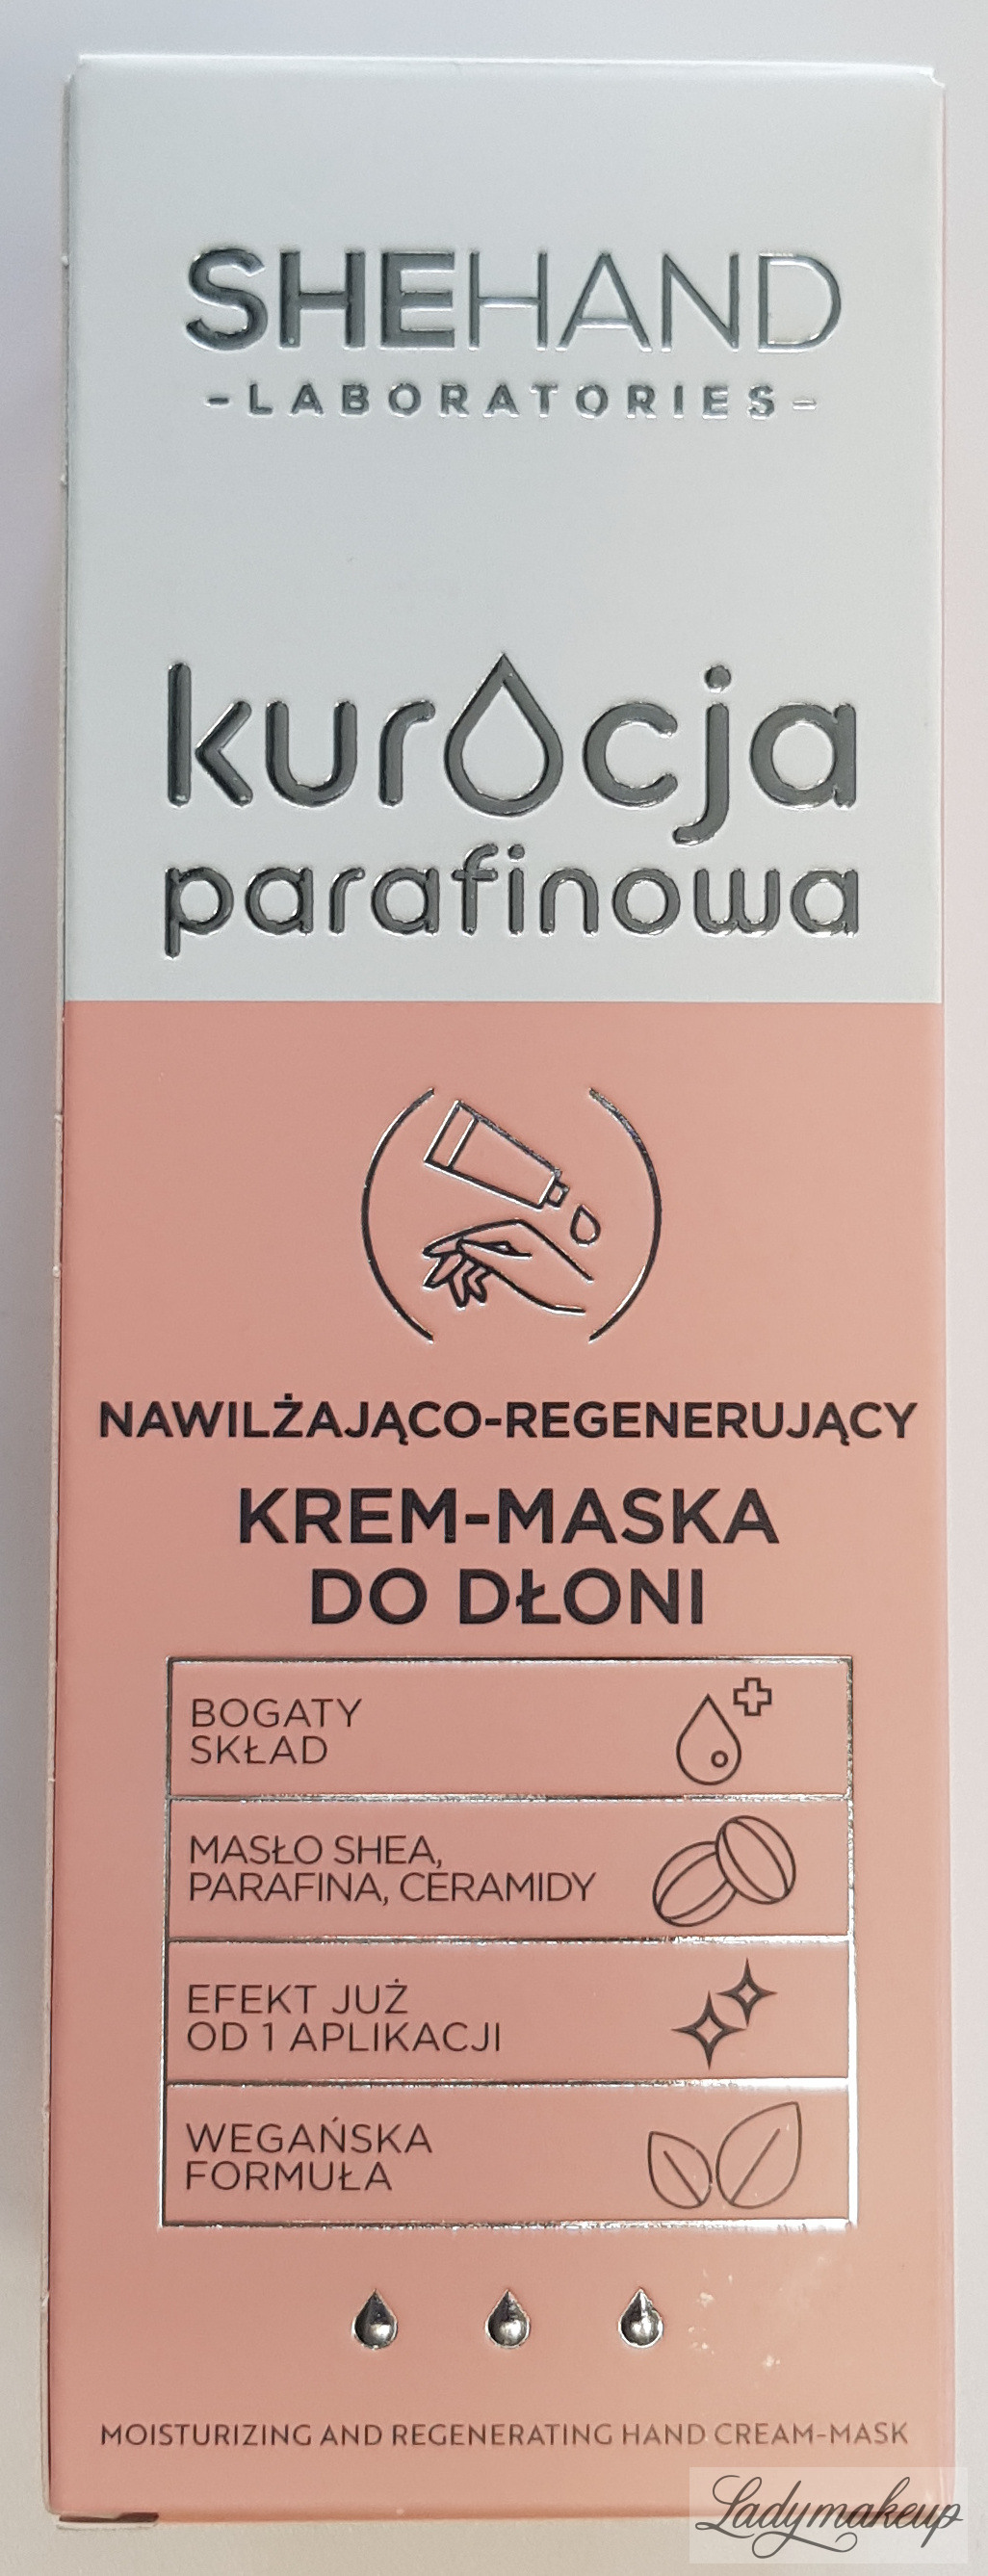 SHEHAND
-LABORATORIES-
kuracja
parafinowa
NAWILŻAJĄCO-REGENERUJĄCY
KREM-MASKA
DO DŁONI
BOGATY
SKŁAD
MASŁO SHEA,
PARAFINA, CERAMIDY
EFEKT JUŻ
OD 1 APLIKACJI
WEGAŃSKA
FORMUŁA
MOISTURIZING AND REGENERATING HAND CREAM-MASK
Ladymakeup